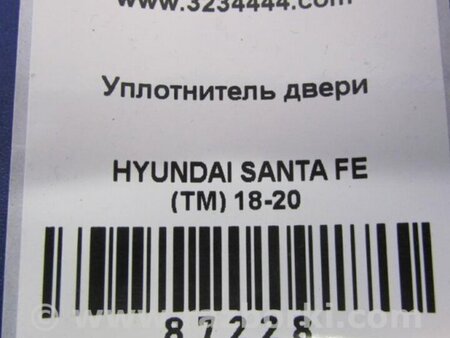 www.3234444.com
Уплотнитель двери
HYUNDAI SANTA FE
(TM) 18-20
87228